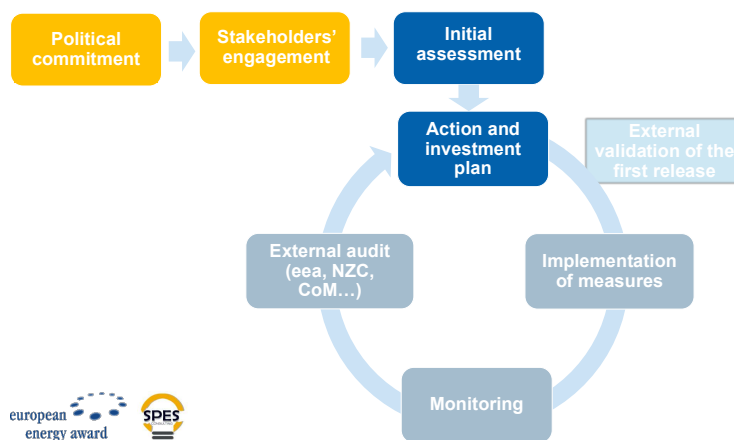 Political
commitment
Stakeholders’
engagement
Initial
assessment
Action and
investment
plan
External
validation of the
first release
External audit
(eea, NZC,
CoM…)
Implementation
of measures
Monitoring
european
energy award
SPES
CONSULTING